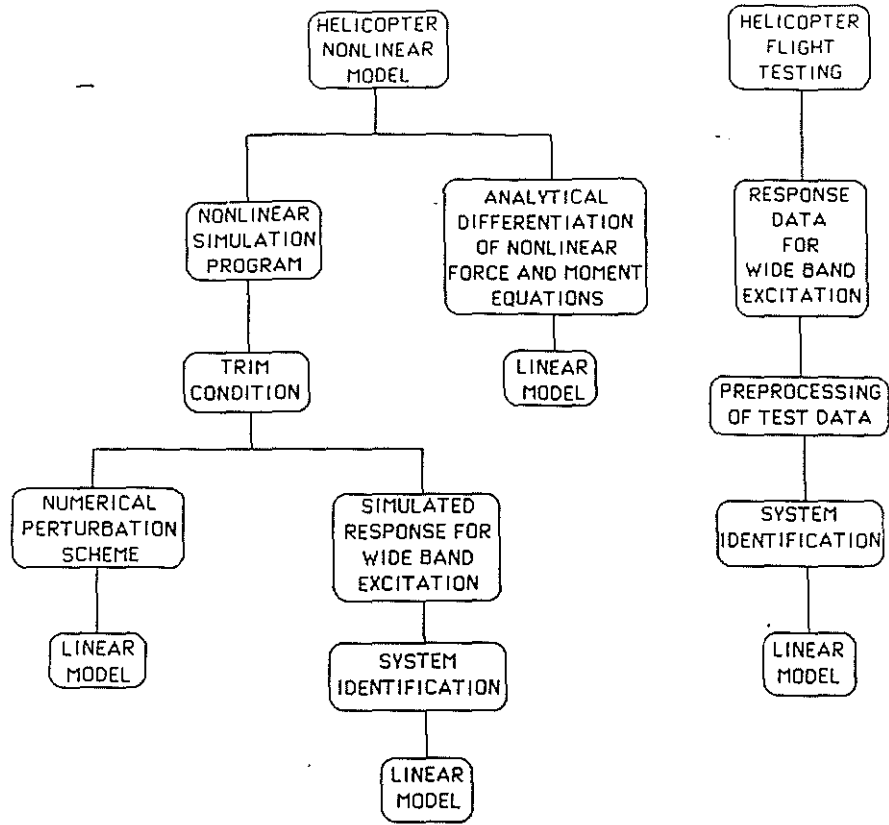 HELICOPTER
NONLINEAR
MODEL
NONLINEAR
SIMULATION
PROGRAM
ANALYTICAL
DIFFERENTIATION
OF NONLINEAR
FORCE AND MOMENT
EQUATIONS
LINEAR
MODEL
TRIM
CONDITION
NUMERICAL
PERTURBATION
SCHEME
LINEAR
MODEL
SIMULATED
RESPONSE FOR
WIDE BAND
EXCITATION
SYSTEM
IDENTIFICATION
LINEAR
MODEL
HELICOPTER
FLIGHT
TESTING
RESPONSE
DATA
FOR
WIDE BAND
EXCITATION
PREPROCESSING
OF TEST DATA
SYSTEM
IDENTIFICATION
LINEAR
MODEL